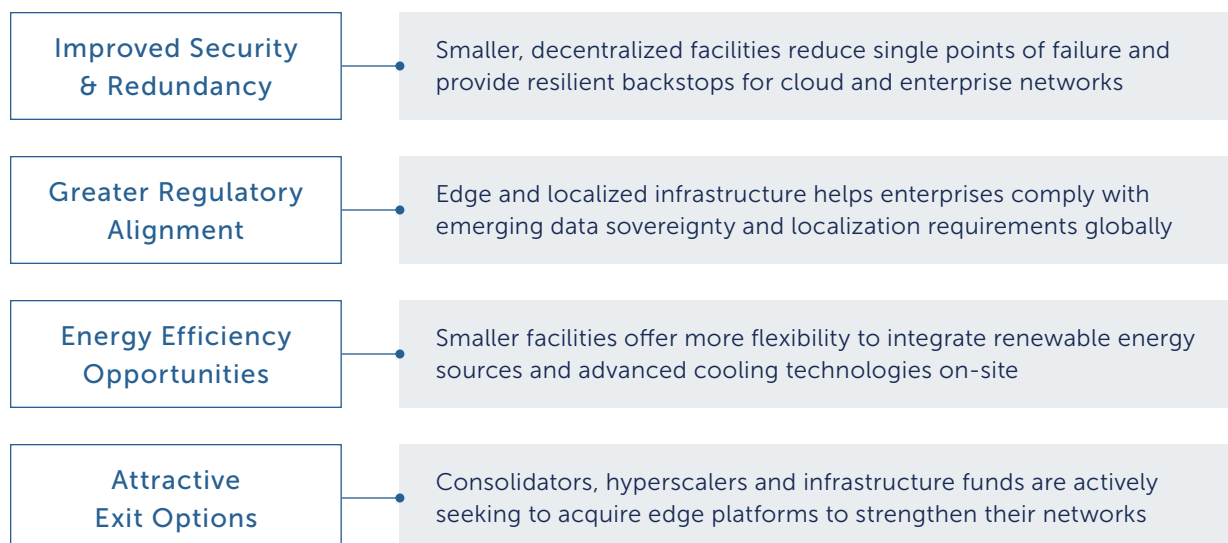 Improved Security
& Redundancy
Smaller, decentralized facilities reduce single points of failure and
provide resilient backstops for cloud and enterprise networks
Greater Regulatory
Alignment
Edge and localized infrastructure helps enterprises comply with
emerging data sovereignty and localization requirements globally
Energy Efficiency
Opportunities
Smaller facilities offer more flexibility to integrate renewable energy
sources and advanced cooling technologies on-site
Attractive
Exit Options
Consolidators, hyperscalers and infrastructure funds are actively
seeking to acquire edge platforms to strengthen their networks